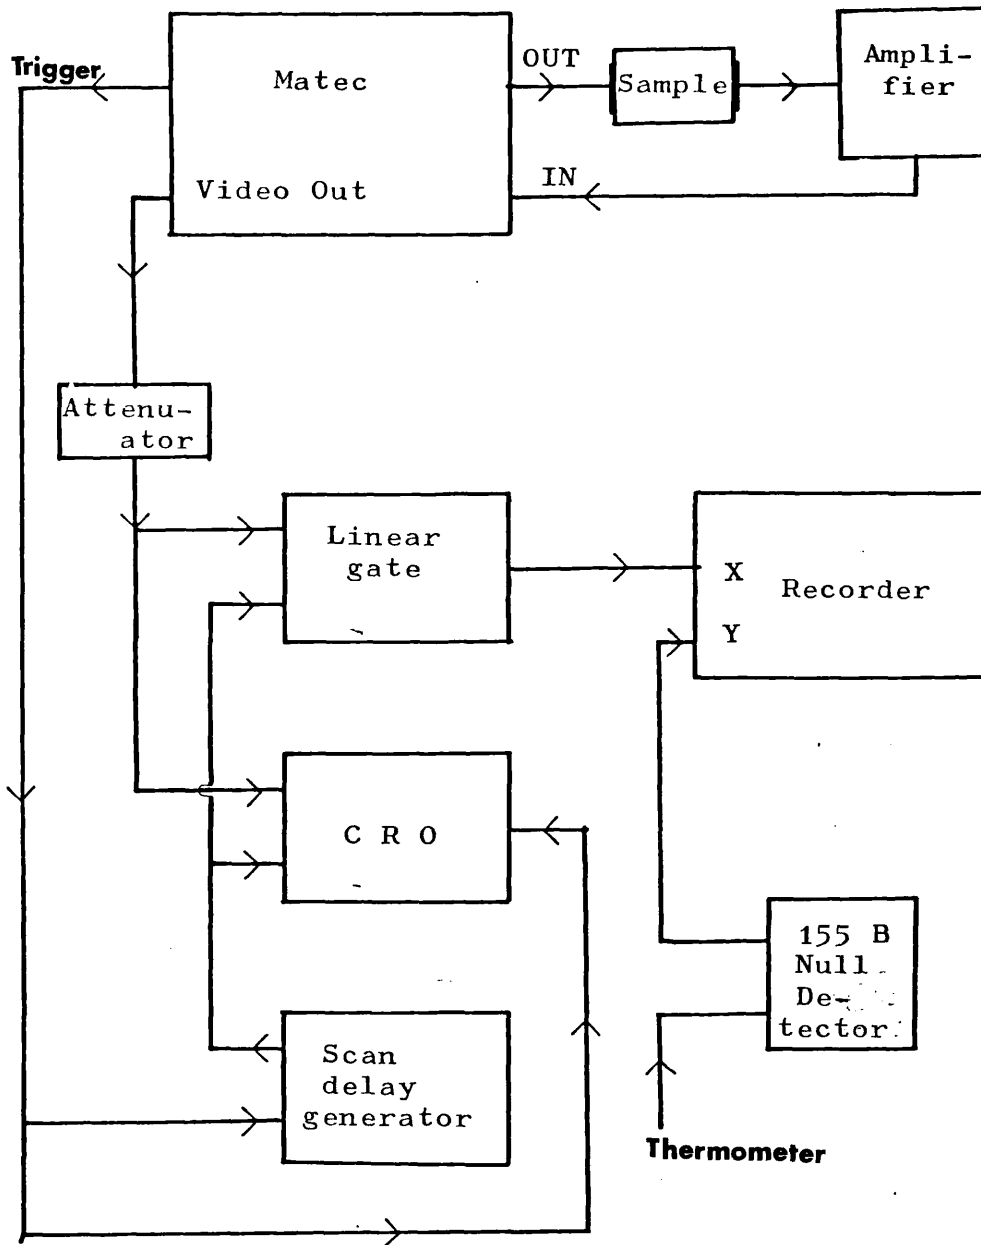 Trigger
Matec
OUT
Sample
Ampli-
fier
Video Out
IN
Attenu-
ator
Linear
gate
X
Recorder
Y
C R O
155 B
Null
De-
tector
Scan
delay
generator
Thermometer